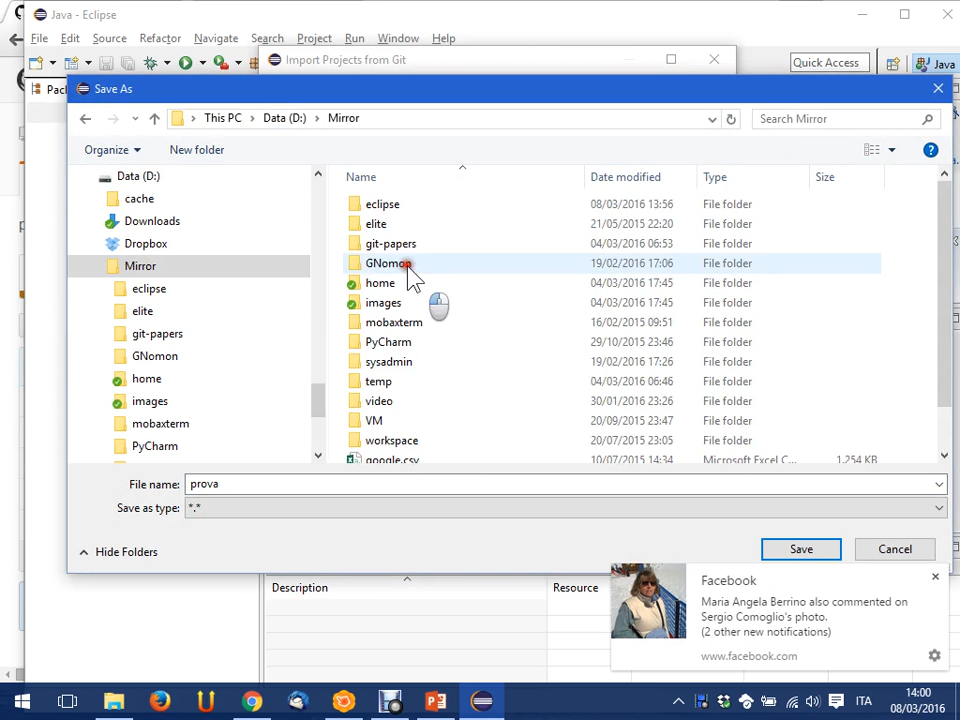 Java - Eclipse
File Edit Source Refactor Navigate Search Project Run Window Help
Import Projects from Git
Quick Access
Java
Save As
This PC Data (D:) Mirror
Search Mirror
Organize New folder
Name Date modified Type Size
Data (D:)
cache
Downloads
Dropbox
Mirror
eclipse
elite
git-papers
GNomon
home
images
mobaxterm
PyCharm
eclipse 08/03/2016 13:56 File folder
elite 21/05/2015 22:20 File folder
git-papers 04/03/2016 06:53 File folder
GNomon 19/02/2016 17:06 File folder
home 04/03/2016 17:45 File folder
images 04/03/2016 17:45 File folder
mobaxterm 16/02/2015 09:51 File folder
PyCharm 29/10/2015 23:46 File folder
sysadmin 19/02/2016 17:26 File folder
temp 04/03/2016 06:46 File folder
video 30/01/2016 23:26 File folder
VM 20/09/2015 23:47 File folder
workspace 20/07/2015 23:05 File folder
google.csv 10/07/2015 14:34 Microsoft Excel C... 1.254 KB
File name: prova
Save as type: *.*
Hide Folders
Save Cancel
Description Resource
Facebook
Maria Angela Berrino also commented on
Sergio Comoglio's photo.
(2 other new notifications)
www.facebook.com
ITA
14:00
08/03/2016